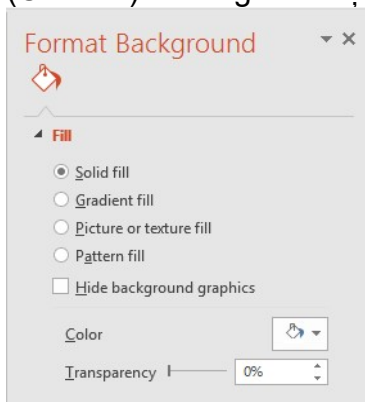 Format Background
Fill
Solid fill
Gradient fill
Picture or texture fill
Pattern fill
Hide background graphics
Color
Transparency 0%